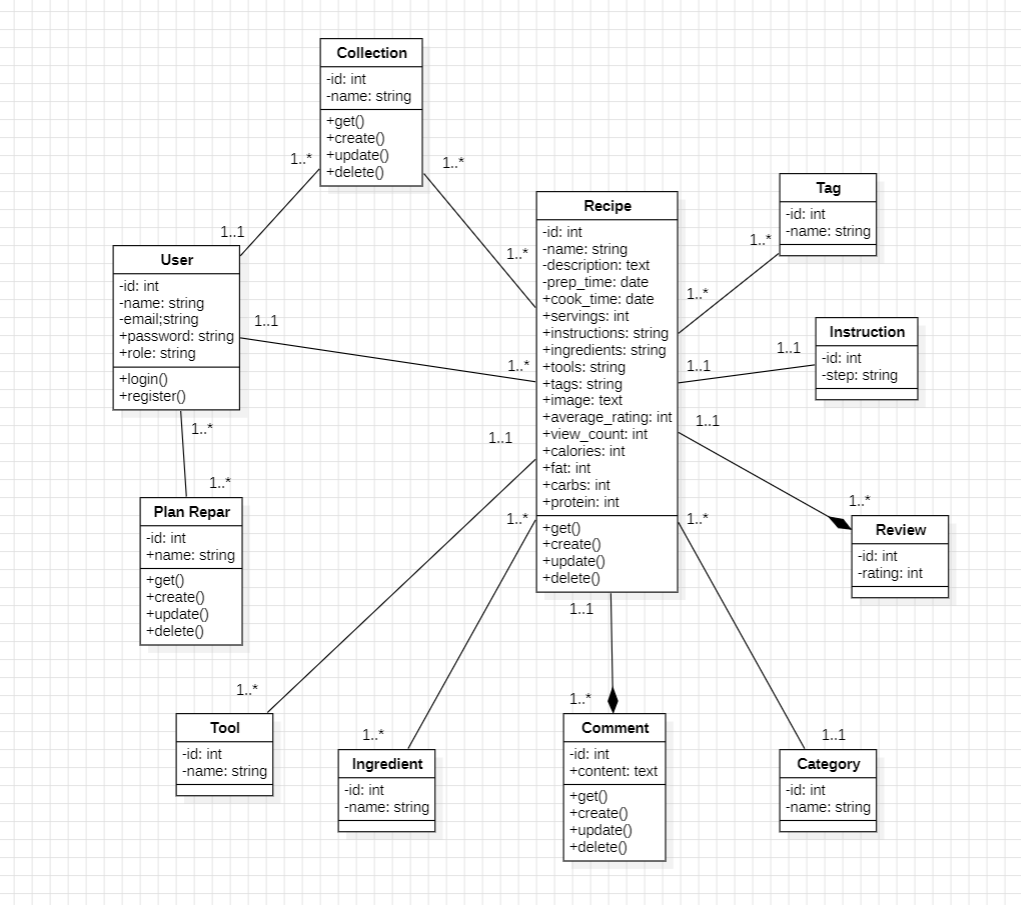 Collection
-id: int
-name: string
+get()
+create()
+update()
+delete()
1..*
1..*
1..1
1..*
User
-id: int
-name: string
-email;string
+password: string
+role: string
+login()
+register()
1..1
1..*
1..*
1..*
Plan Repar
-id: int
+name: string
+get()
+create()
+update()
+delete()
Recipe
-id: int
-name: string
-description: text
-prep_time: date
+cook_time: date
+servings: int
+instructions: string
+ingredients: string
+tools: string
+tags: string
+image: text
+average_rating: int
+view_count: int
+calories: int
+fat: int
+carbs: int
+protein: int
+get()
+create()
+update()
+delete()
Tag
-id: int
-name: string
1..*
1..*
Instruction
-id: int
-step: string
1..1
1..1
1..1
1..*
Review
-id: int
-rating: int
1..1
1..*
1..*
1..1
1..*
Tool
-id: int
-name: string
1..*
Ingredient
-id: int
-name: string
1..*
Comment
-id: int
+content: text
+get()
+create()
+update()
+delete()
1..1
Category
-id: int
-name: string